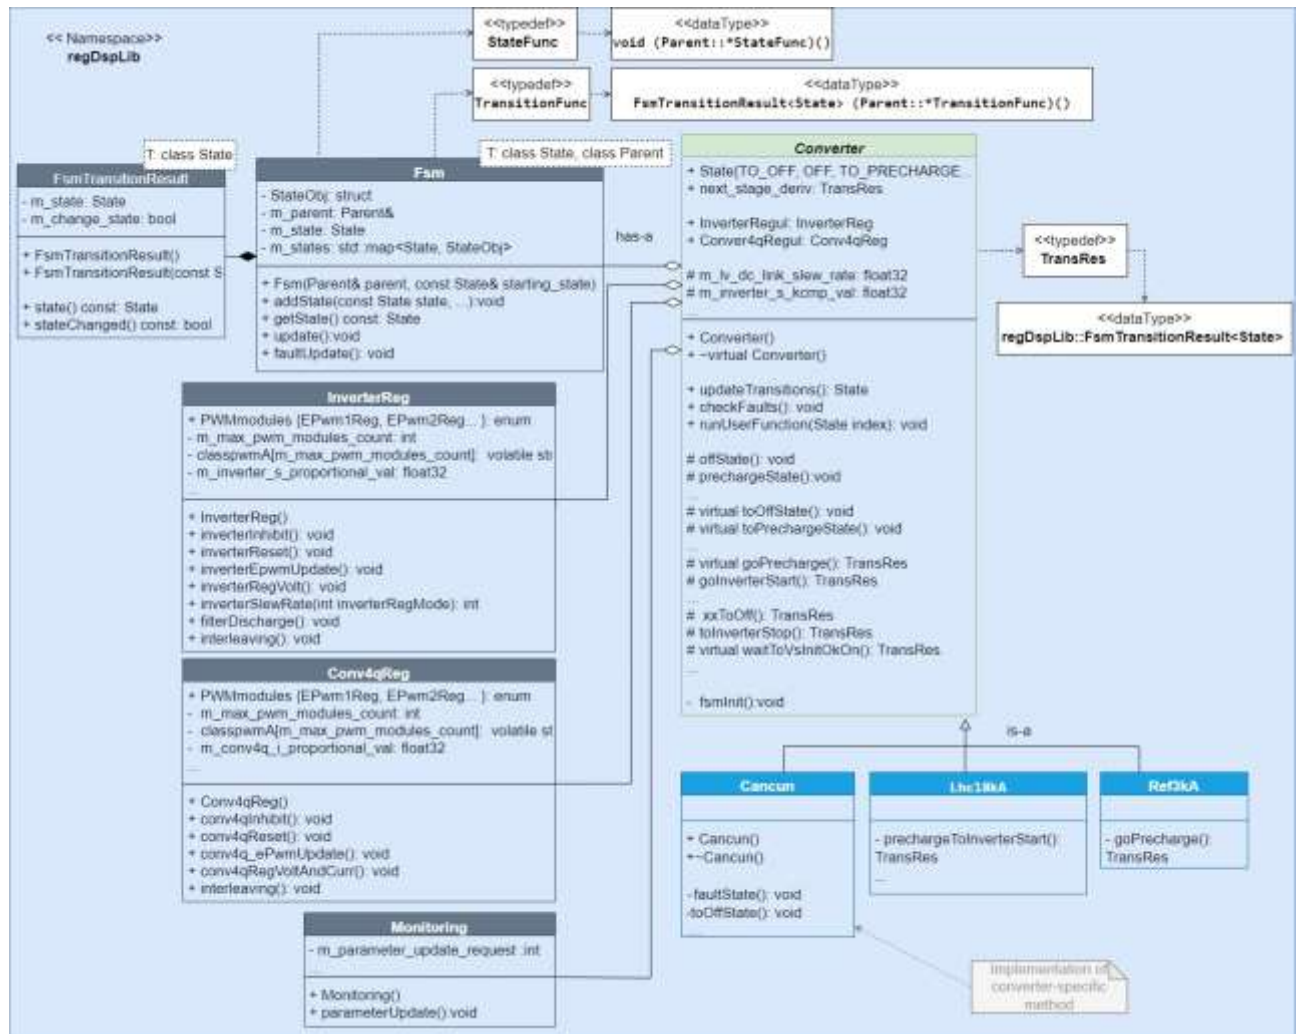 << Namespace>>
regDspLib
<<typedef>>
StateFunc
<<dataType>>
void (Parent::*StateFunc)()
<<typedef>>
TransitionFunc
<<dataType>>
FsmTransitionResult<State> (Parent::*TransitionFunc)()
T: class State
FsmTransitionResult
- m_state: State
- m_change_state: bool
+ FsmTransitionResult()
+ FsmTransitionResult(const S
+ state() const: State
+ stateChanged() const: bool
T: class State, class Parent
Fsm
- StateObj: struct
- m_parent: Parent&
- m_state: State
- m_states: std::map<State, StateObj>
+ Fsm(Parent& parent, const State& starting_state)
+ addState(const State state, ...):void
+ getState() const: State
+ update():void
+ faultUpdate(): void
has-a
Converter
+ State(TO_OFF, OFF, TO_PRECHARGE...
+ next_stage_deriv: TransRes
+ InverterRegul: InverterReg
+ Conver4qRegul: Conv4qReg
# m_lv_dc_link_slew_rate: float32
# m_inverter_s_kcmp_val: float32
...
+ Converter()
+ ~virtual Converter()
+ updateTransitions(): State
+ checkFaults(): void
+ runUserFunction(State index): void
# offState(): void
# prechargeState():void
...
# virtual toOffState(): void
# virtual toPrechargeState(): void
...
# virtual goPrecharge(): TransRes
# goInverterStart(): TransRes
# xxToOff(): TransRes
# toInverterStop(): TransRes
# virtual waitToVsInitOkOn(): TransRes
...
- fsmInit():void
<<typedef>>
TransRes
<<dataType>>
regDspLib::FsmTransitionResult<State>
InverterReg
+ PWMmodules {EPwm1Reg, EPwm2Reg... }: enum
- m_max_pwm_modules_count: int
- classpwmA[m_max_pwm_modules_count]: volatile str
- m_inverter_s_proportional_val: float32
...
+ InverterReg()
+ inverterInhibit(): void
+ inverterReset(): void
+ inverterEpwmUpdate(): void
+ inverterRegVolt(): void
+ inverterSlewRate(int inverterRegMode): int
+ filterDischarge(): void
+ interleaving(): void
Conv4qReg
+ PWMmodules {EPwm1Reg, EPwm2Reg... }: enum
- m_max_pwm_modules_count: int
- classpwmA[m_max_pwm_modules_count]: volatile st
- m_conv4q_i_proportional_val: float32
...
+ Conv4qReg()
+ conv4qInhibit(): void
+ conv4qReset(): void
+ conv4q_ePwmUpdate(): void
+ conv4qRegVoltAndCurr(): void
+ interleaving(): void
Monitoring
- m_parameter_update_request :int
+ Monitoring()
+ parameterUpdate():void
is-a
Cancun
+ Cancun()
+~Cancun()
-faultState(): void
-toOffState(): void
...
Lhc18kA
- prechargeToInverterStart():
TransRes
...
Ref3kA
- goPrecharge():
TransRes
Implementation of
converter-specific
method